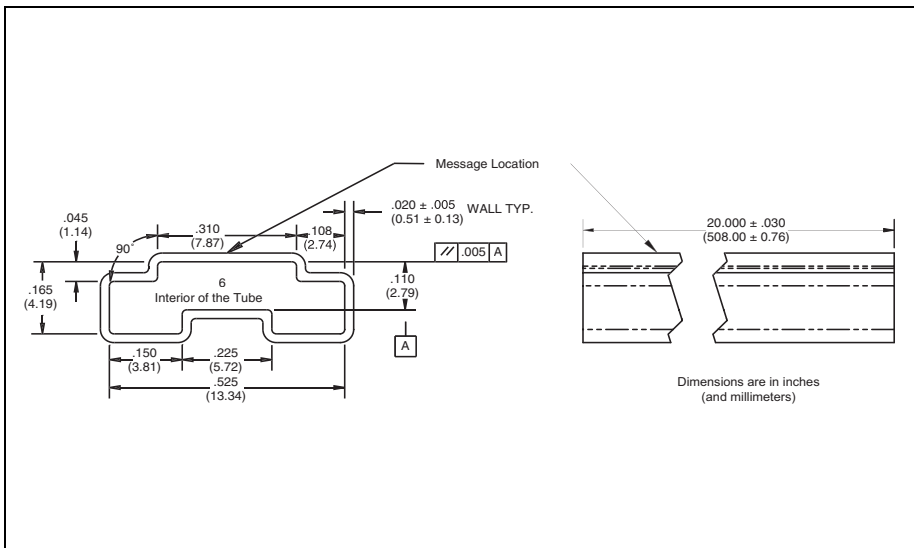 Message Location
.020 ± .005 WALL TYP.
(0.51 ± 0.13)
.045
(1.14)
.310
(7.87)
.108
(2.74)
20.000 ± .030
(508.00 ± 0.76)
90°
// .005 A
6
Interior of the Tube
.165
(4.19)
.110
(2.79)
A
.150
(3.81)
.225
(5.72)
.525
(13.34)
Dimensions are in inches
(and millimeters)